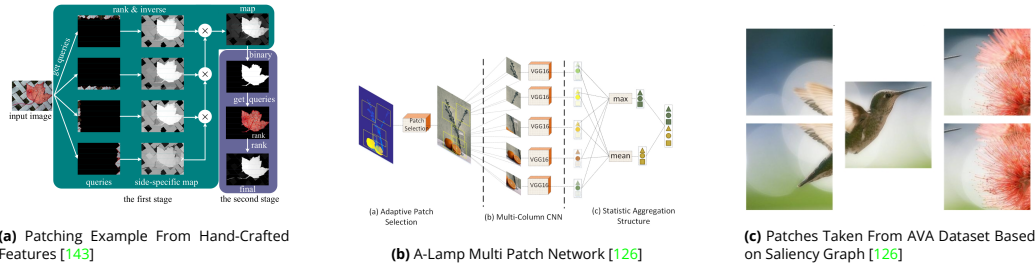 rank & inverse
map
get queries
binary
get queries
input image
rank
rank
queries
side-specific map
final
the first stage
the second stage
(a) Patching Example From Hand-Crafted
Features [143]
Patch
Selection
VGG16
VGG16
VGG16
VGG16
VGG16
max
mean
(a) Adaptive Patch
Selection
(b) Multi-Column CNN
(c) Statistic Aggregation
Structure
(b) A-Lamp Multi Patch Network [126]
(c) Patches Taken From AVA Dataset Based
on Saliency Graph [126]